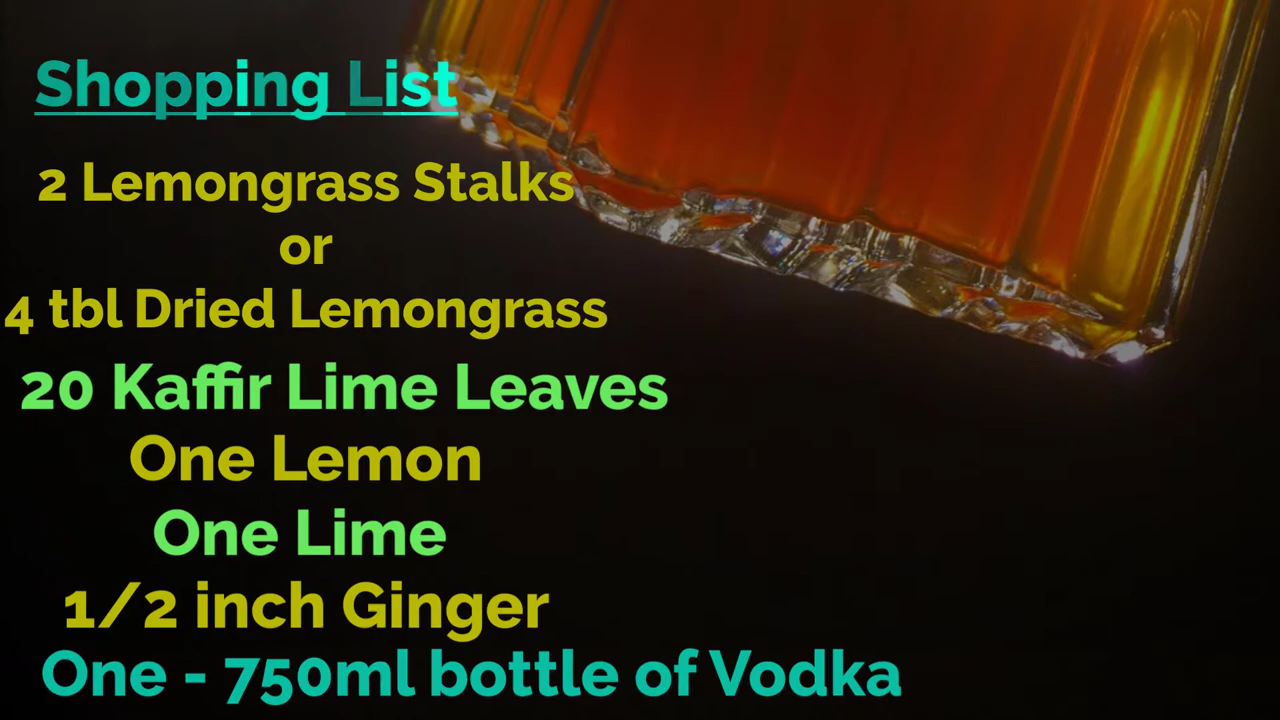 Shopping List
2 Lemongrass Stalks
or
4 tbl Dried Lemongrass
20 Kaffir Lime Leaves
One Lemon
One Lime
1/2 inch Ginger
One - 750ml bottle of Vodka